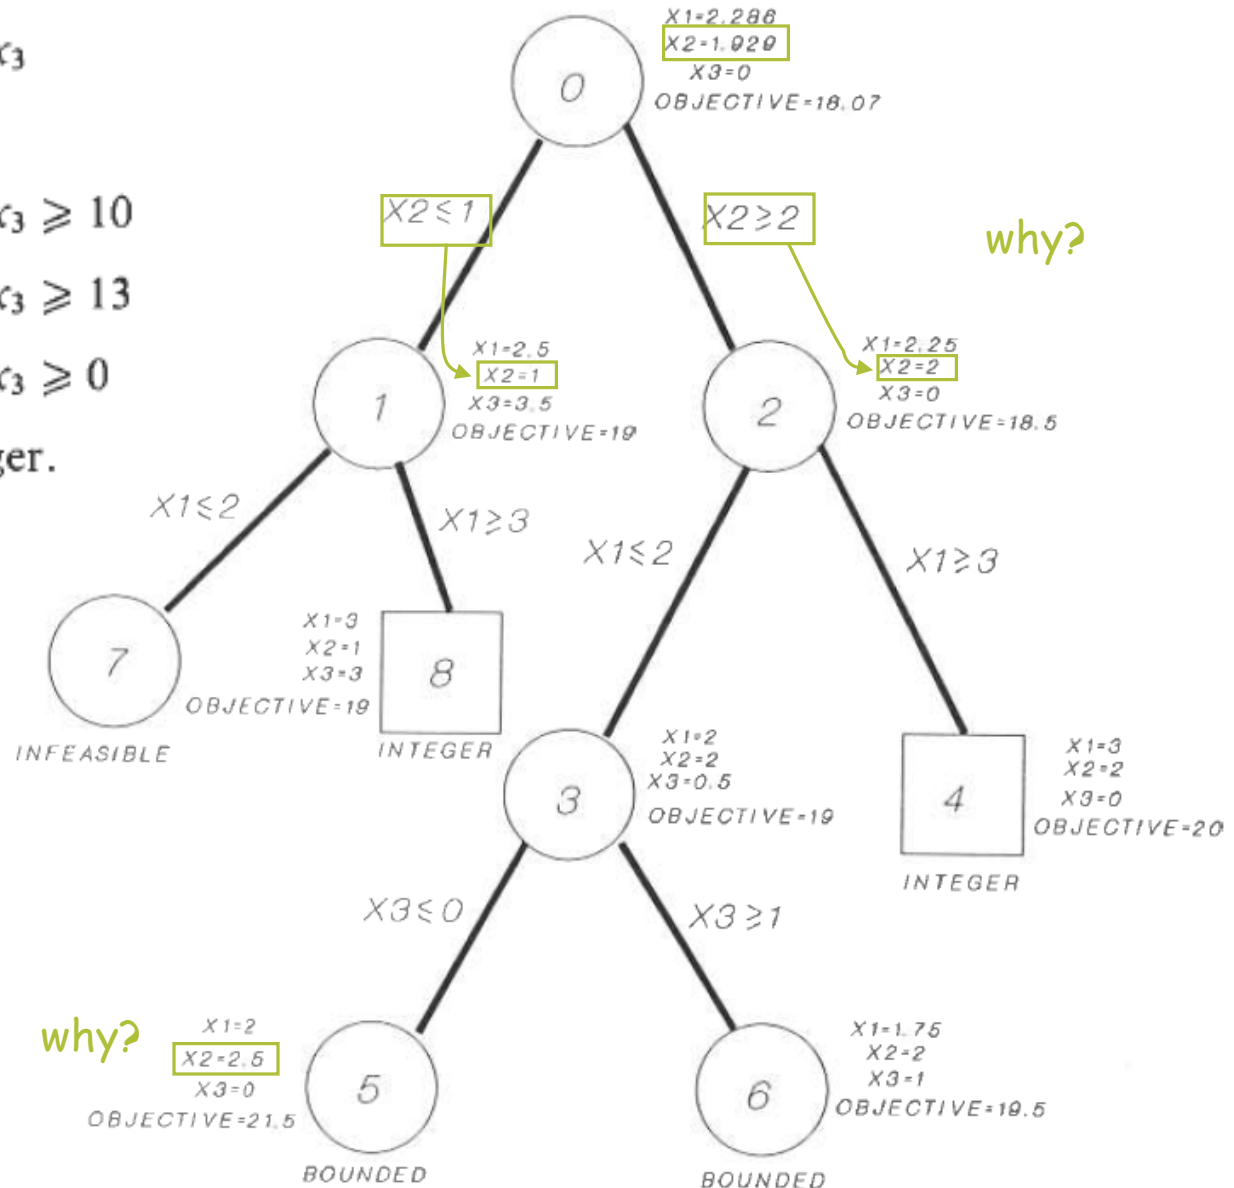 x₃
x₃ ⩾ 10
x₃ ⩾ 13
x₃ ⩾ 0
ger.
0
X1=2.286
X2=1.929
X3=0
OBJECTIVE=18.07
X2≤1
X2≥2
why?
1
X1=2.5
X2=1
X3=3.5
OBJECTIVE=19
2
X1=2.25
X2=2
X3=0
OBJECTIVE=18.5
X1≤2
X1≥3
X1≤2
X1≥3
7
INFEASIBLE
X1=3
X2=1
X3=3
OBJECTIVE=19
8
INTEGER
3
X1=2
X2=2
X3=0.5
OBJECTIVE=19
4
X1=3
X2=2
X3=0
OBJECTIVE=20
INTEGER
X3≤0
X3≥1
why?
X1=2
X2=2.5
X3=0
OBJECTIVE=21.5
5
BOUNDED
6
X1=1.75
X2=2
X3=1
OBJECTIVE=19.5
BOUNDED